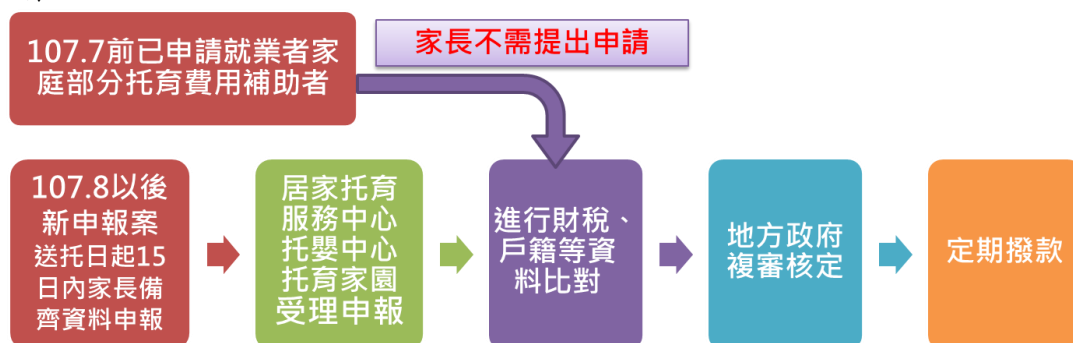 107.7前已申請就業者家
庭部分托育費用補助者
家長不需提出申請
107.8以後
新申報案
送托日起15
日內家長備
齊資料申報
居家托育
服務中心
托嬰中心
托育家園
受理申報
進行財稅、
戶籍等資
料比對
地方政府
複審核定
定期撥款